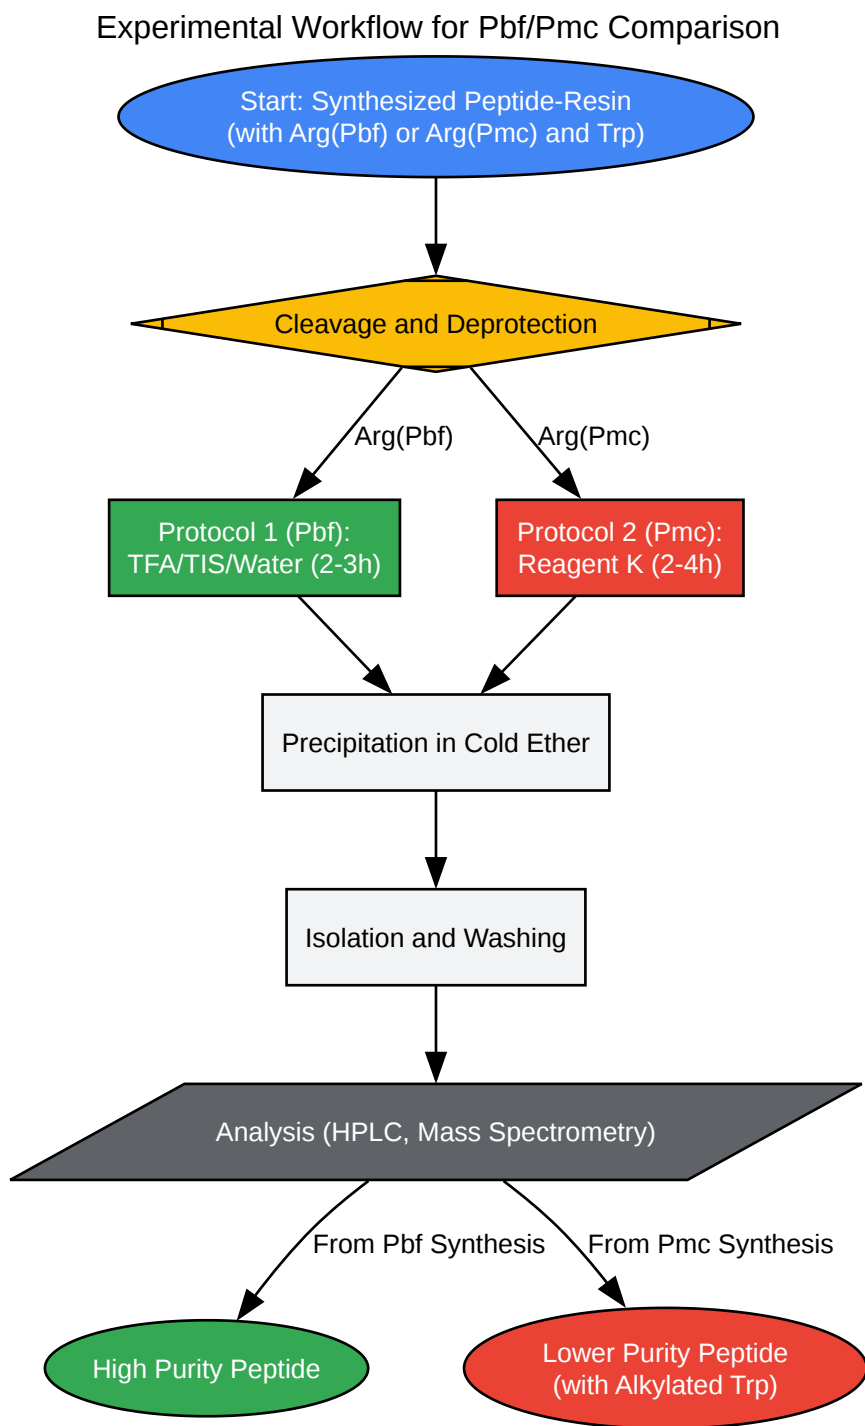 Experimental Workflow for Pbf/Pmc Comparison
Start: Synthesized Peptide-Resin
(with Arg(Pbf) or Arg(Pmc) and Trp)
Cleavage and Deprotection
Arg(Pbf)
Arg(Pmc)
Protocol 1 (Pbf):
TFA/TIS/Water (2-3h)
Protocol 2 (Pmc):
Reagent K (2-4h)
Precipitation in Cold Ether
Isolation and Washing
Analysis (HPLC, Mass Spectrometry)
From Pbf Synthesis
From Pmc Synthesis
High Purity Peptide
Lower Purity Peptide
(with Alkylated Trp)